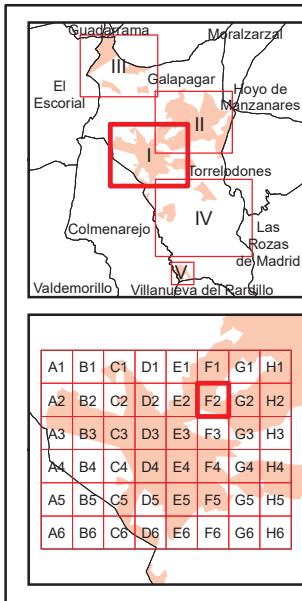 Guadarrama
Moralzarzal
III
El
Escorial
Galapagar
Hoyo de
Manzanares
II
I
Torrelodones
IV
Colmenarejo
Las
Rozas
de Madrid
V
Valdemorillo
Villanueva del Pardillo
A1 B1 C1 D1 E1 F1 G1 H1
A2 B2 C2 D2 E2 F2 G2 H2
A3 B3 C3 D3 E3 F3 G3 H3
A4 B4 C4 D4 E4 F4 G4 H4
A5 B5 C5 D5 E5 F5 G5 H5
A6 B6 C6 D6 E6 F6 G6 H6